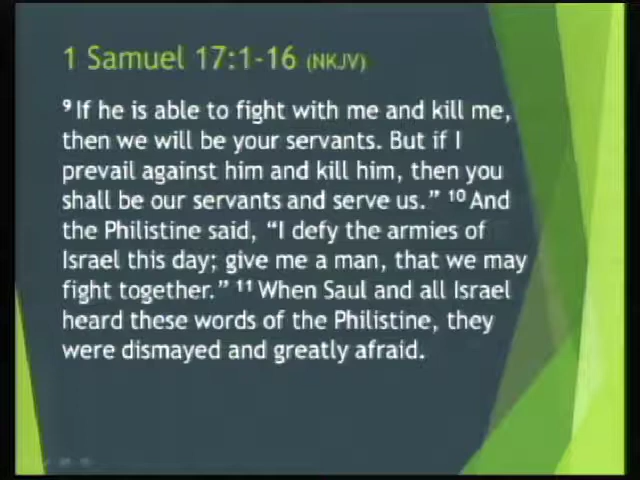 1 Samuel 17:1-16 (NKJV)
⁹ If he is able to fight with me and kill me,
then we will be your servants. But if I
prevail against him and kill him, then you
shall be our servants and serve us.” ¹⁰ And
the Philistine said, “I defy the armies of
Israel this day; give me a man, that we may
fight together.” ¹¹ When Saul and all Israel
heard these words of the Philistine, they
were dismayed and greatly afraid.